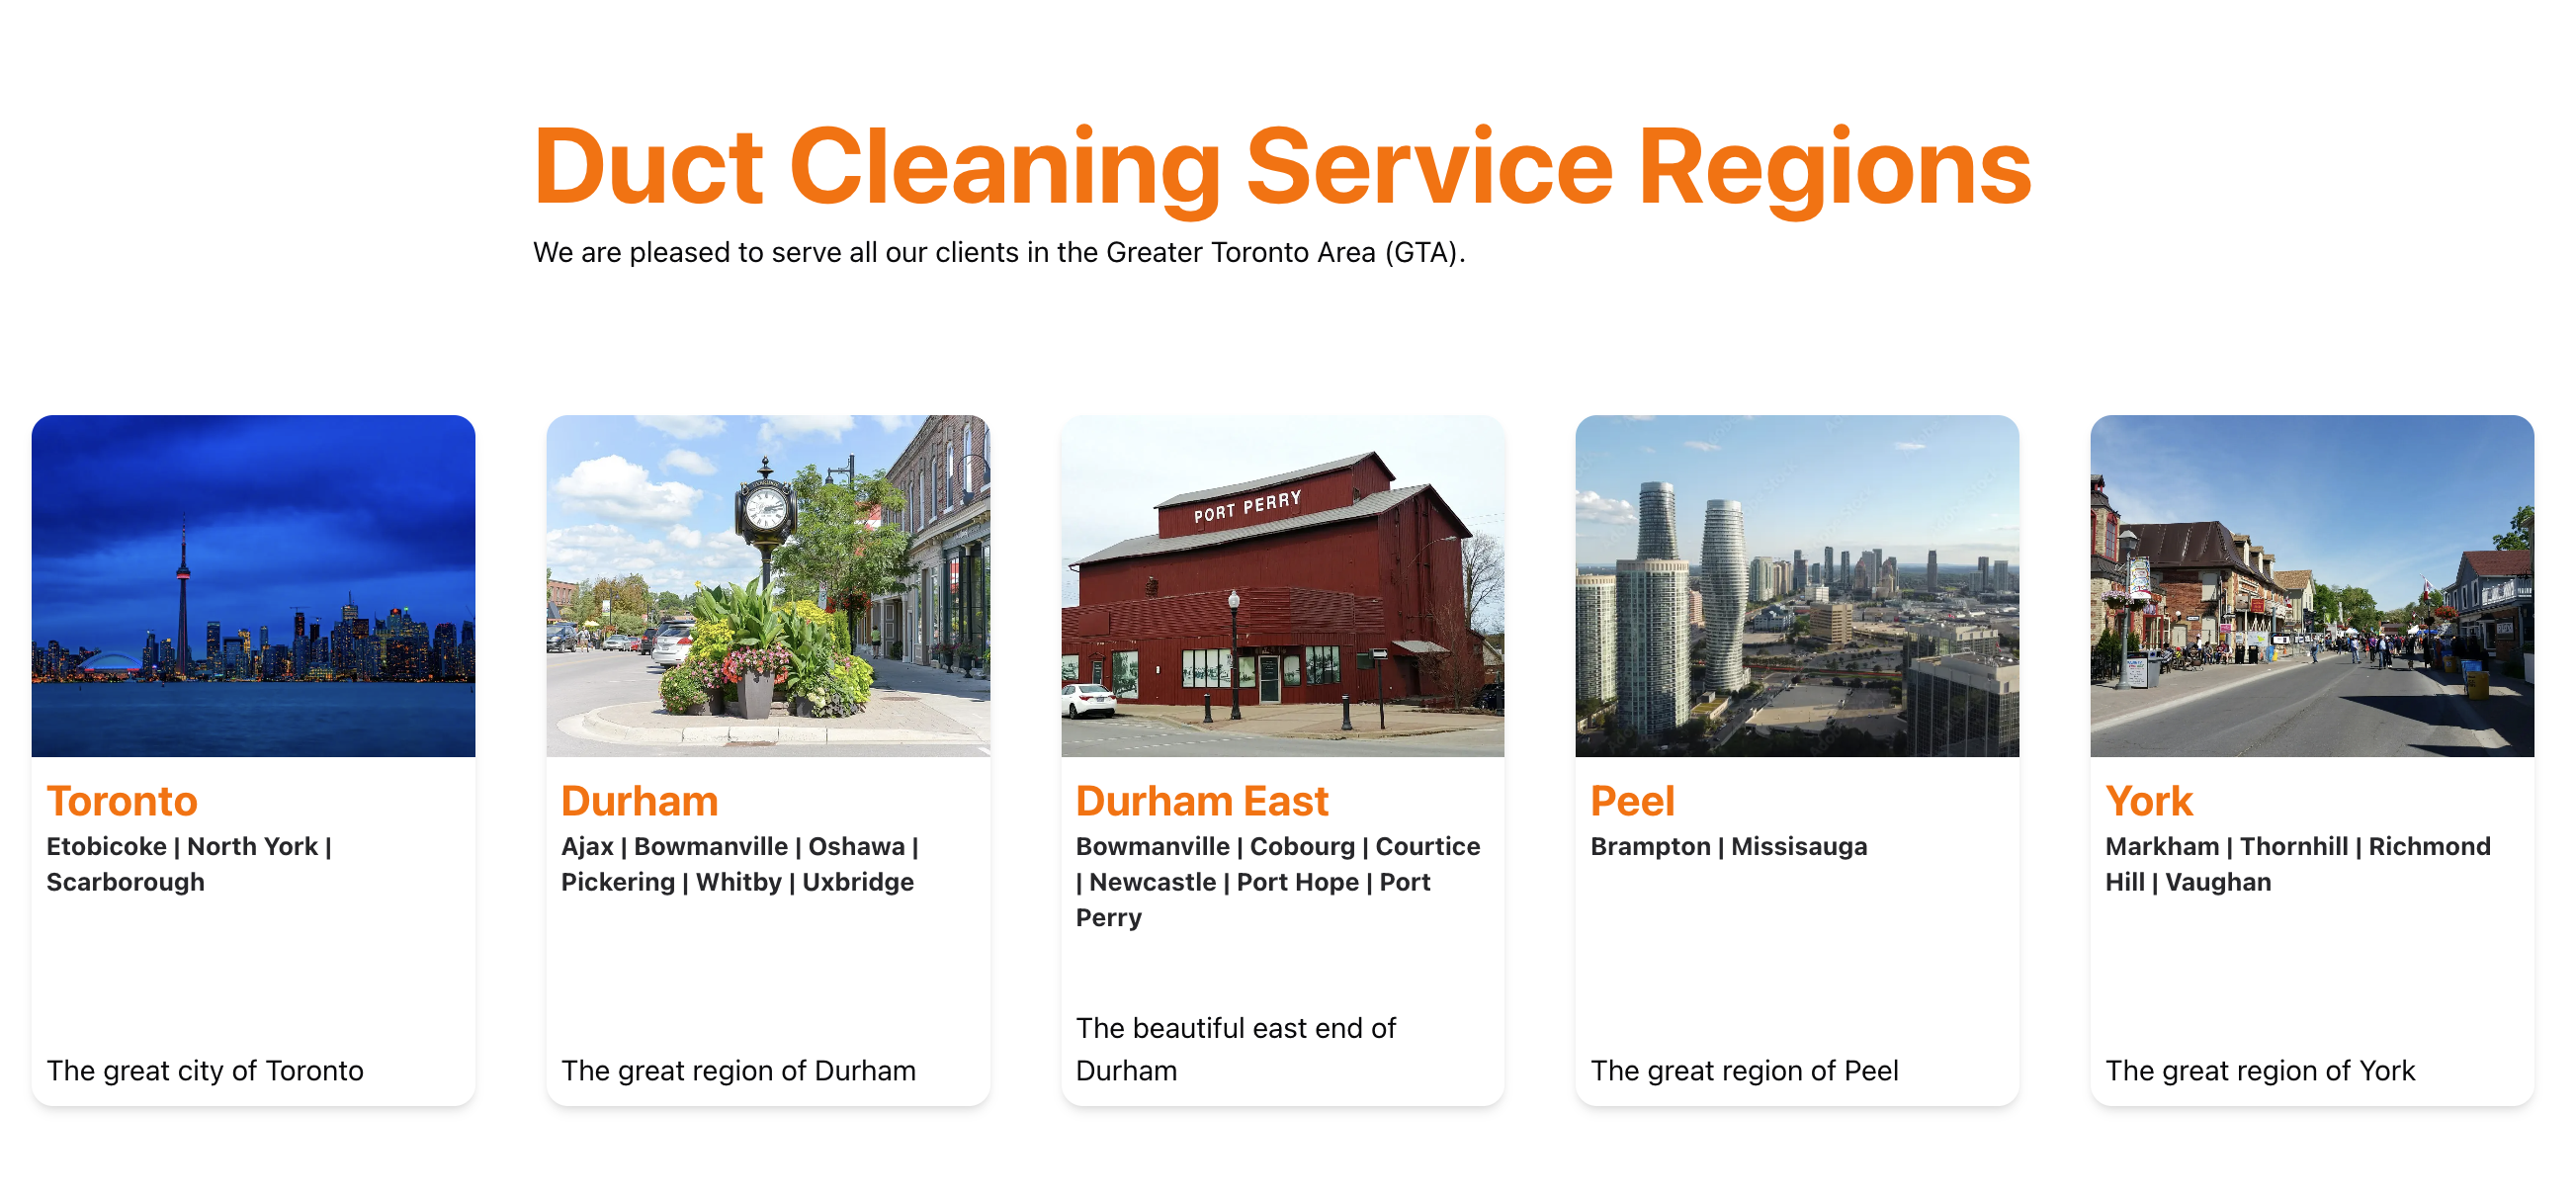 Duct Cleaning Service Regions
We are pleased to serve all our clients in the Greater Toronto Area (GTA).
PORT PERRY
Toronto
Etobicoke | North York |
Scarborough
The great city of Toronto
Durham
Ajax | Bowmanville | Oshawa |
Pickering | Whitby | Uxbridge
The great region of Durham
Durham East
Bowmanville | Cobourg | Courtice
| Newcastle | Port Hope | Port
Perry
The beautiful east end of
Durham
Peel
Brampton | Missisauga
The great region of Peel
York
Markham | Thornhill | Richmond
Hill | Vaughan
The great region of York